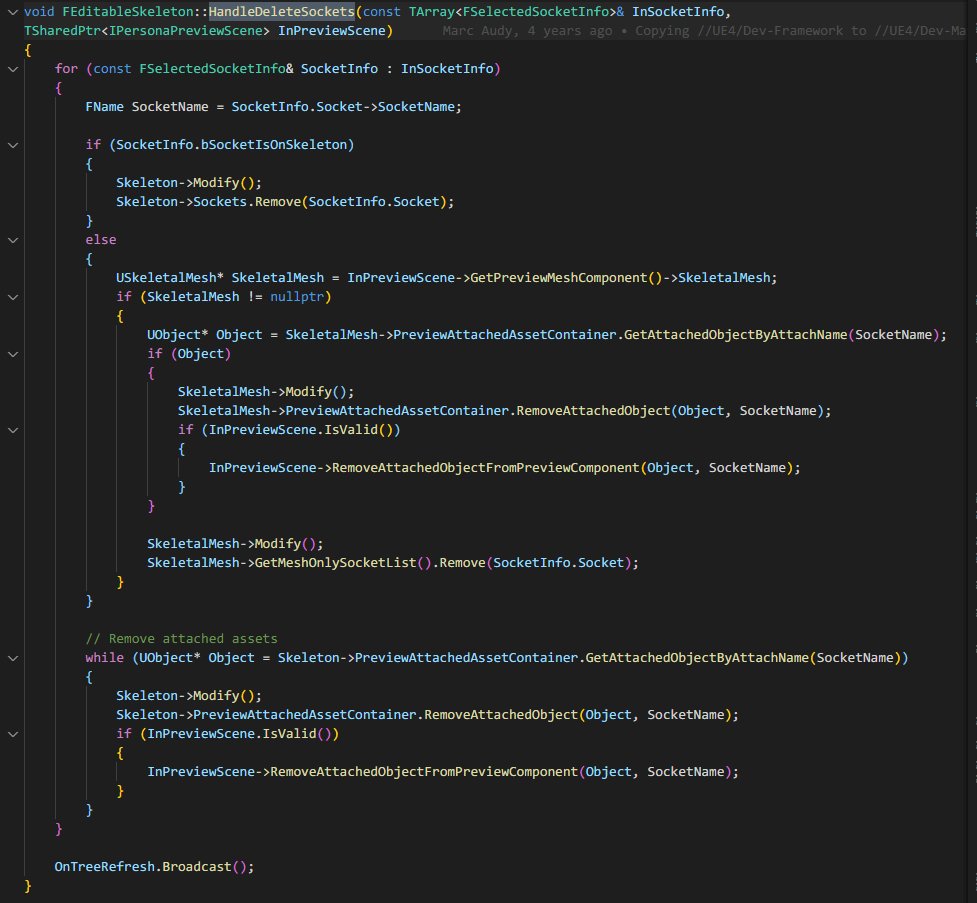 void FEditableSkeleton::HandleDeleteSockets(const TArray<FSelectedSocketInfo>& InSocketInfo,
TSharedPtr<IPersonaPreviewScene> InPreviewScene) Marc Audy, 4 years ago • Copying //UE4/Dev-Framework to //UE4/Dev-Ma
{
    for (const FSelectedSocketInfo& SocketInfo : InSocketInfo)
    {
        FName SocketName = SocketInfo.Socket->SocketName;

        if (SocketInfo.bSocketIsOnSkeleton)
        {
            Skeleton->Modify();
            Skeleton->Sockets.Remove(SocketInfo.Socket);
        }
        else
        {
            USkeletalMesh* SkeletalMesh = InPreviewScene->GetPreviewMeshComponent()->SkeletalMesh;
            if (SkeletalMesh != nullptr)
            {
                UObject* Object = SkeletalMesh->PreviewAttachedAssetContainer.GetAttachedObjectByAttachName(SocketName);
                if (Object)
                {
                    SkeletalMesh->Modify();
                    SkeletalMesh->PreviewAttachedAssetContainer.RemoveAttachedObject(Object, SocketName);
                    if (InPreviewScene.IsValid())
                    {
                        InPreviewScene->RemoveAttachedObjectFromPreviewComponent(Object, SocketName);
                    }
                }

                SkeletalMesh->Modify();
                SkeletalMesh->GetMeshOnlySocketList().Remove(SocketInfo.Socket);
            }
        }

        // Remove attached assets
        while (UObject* Object = Skeleton->PreviewAttachedAssetContainer.GetAttachedObjectByAttachName(SocketName))
        {
            Skeleton->Modify();
            Skeleton->PreviewAttachedAssetContainer.RemoveAttachedObject(Object, SocketName);
            if (InPreviewScene.IsValid())
            {
                InPreviewScene->RemoveAttachedObjectFromPreviewComponent(Object, SocketName);
            }
        }
    }

    OnTreeRefresh.Broadcast();
}